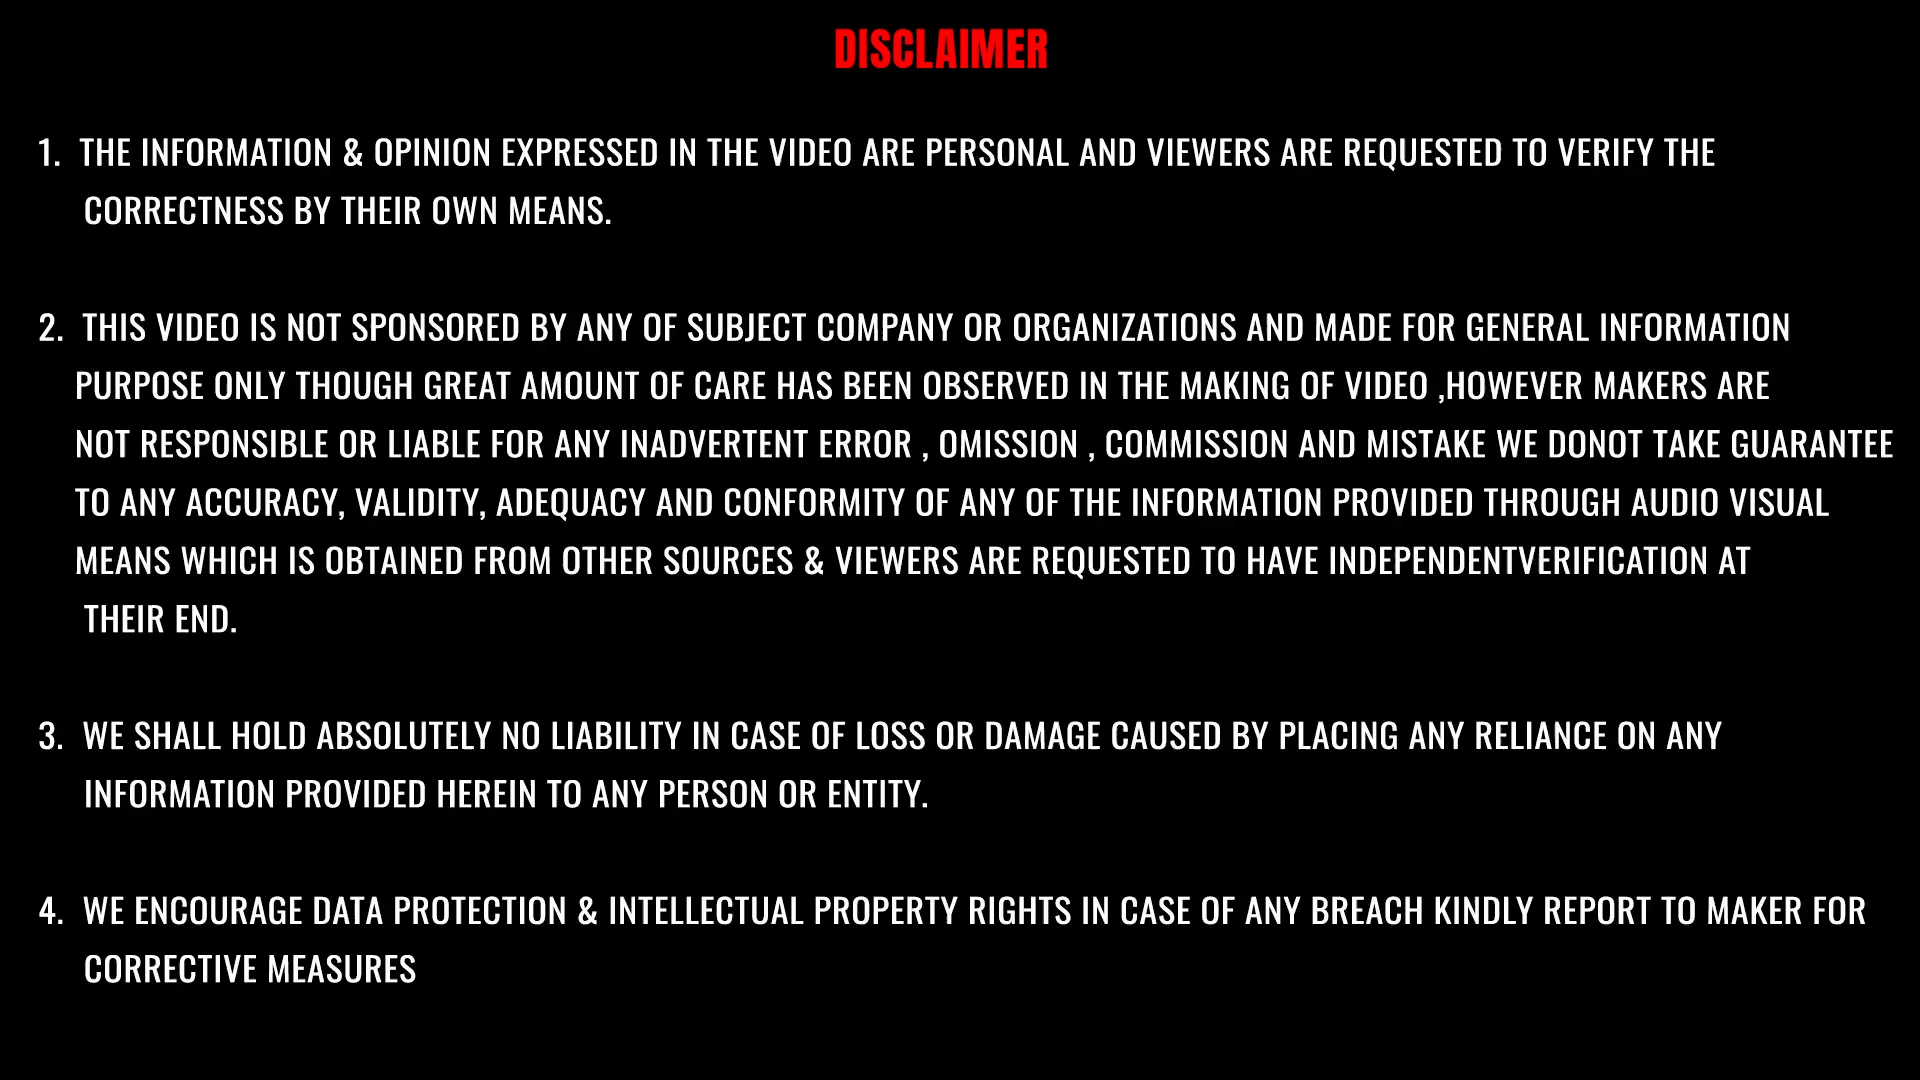 DISCLAIMER
1. THE INFORMATION & OPINION EXPRESSED IN THE VIDEO ARE PERSONAL AND VIEWERS ARE REQUESTED TO VERIFY THE
CORRECTNESS BY THEIR OWN MEANS.
2. THIS VIDEO IS NOT SPONSORED BY ANY OF SUBJECT COMPANY OR ORGANIZATIONS AND MADE FOR GENERAL INFORMATION
PURPOSE ONLY THOUGH GREAT AMOUNT OF CARE HAS BEEN OBSERVED IN THE MAKING OF VIDEO ,HOWEVER MAKERS ARE
NOT RESPONSIBLE OR LIABLE FOR ANY INADVERTENT ERROR , OMISSION , COMMISSION AND MISTAKE WE DONOT TAKE GUARANTEE
TO ANY ACCURACY, VALIDITY, ADEQUACY AND CONFORMITY OF ANY OF THE INFORMATION PROVIDED THROUGH AUDIO VISUAL
MEANS WHICH IS OBTAINED FROM OTHER SOURCES & VIEWERS ARE REQUESTED TO HAVE INDEPENDENTVERIFICATION AT
THEIR END.
3. WE SHALL HOLD ABSOLUTELY NO LIABILITY IN CASE OF LOSS OR DAMAGE CAUSED BY PLACING ANY RELIANCE ON ANY
INFORMATION PROVIDED HEREIN TO ANY PERSON OR ENTITY.
4. WE ENCOURAGE DATA PROTECTION & INTELLECTUAL PROPERTY RIGHTS IN CASE OF ANY BREACH KINDLY REPORT TO MAKER FOR
CORRECTIVE MEASURES